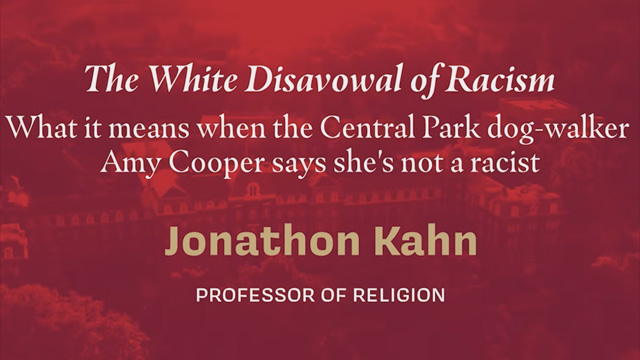 The White Disavowal of Racism
What it means when the Central Park dog-walker
Amy Cooper says she's not a racist
Jonathon Kahn
PROFESSOR OF RELIGION